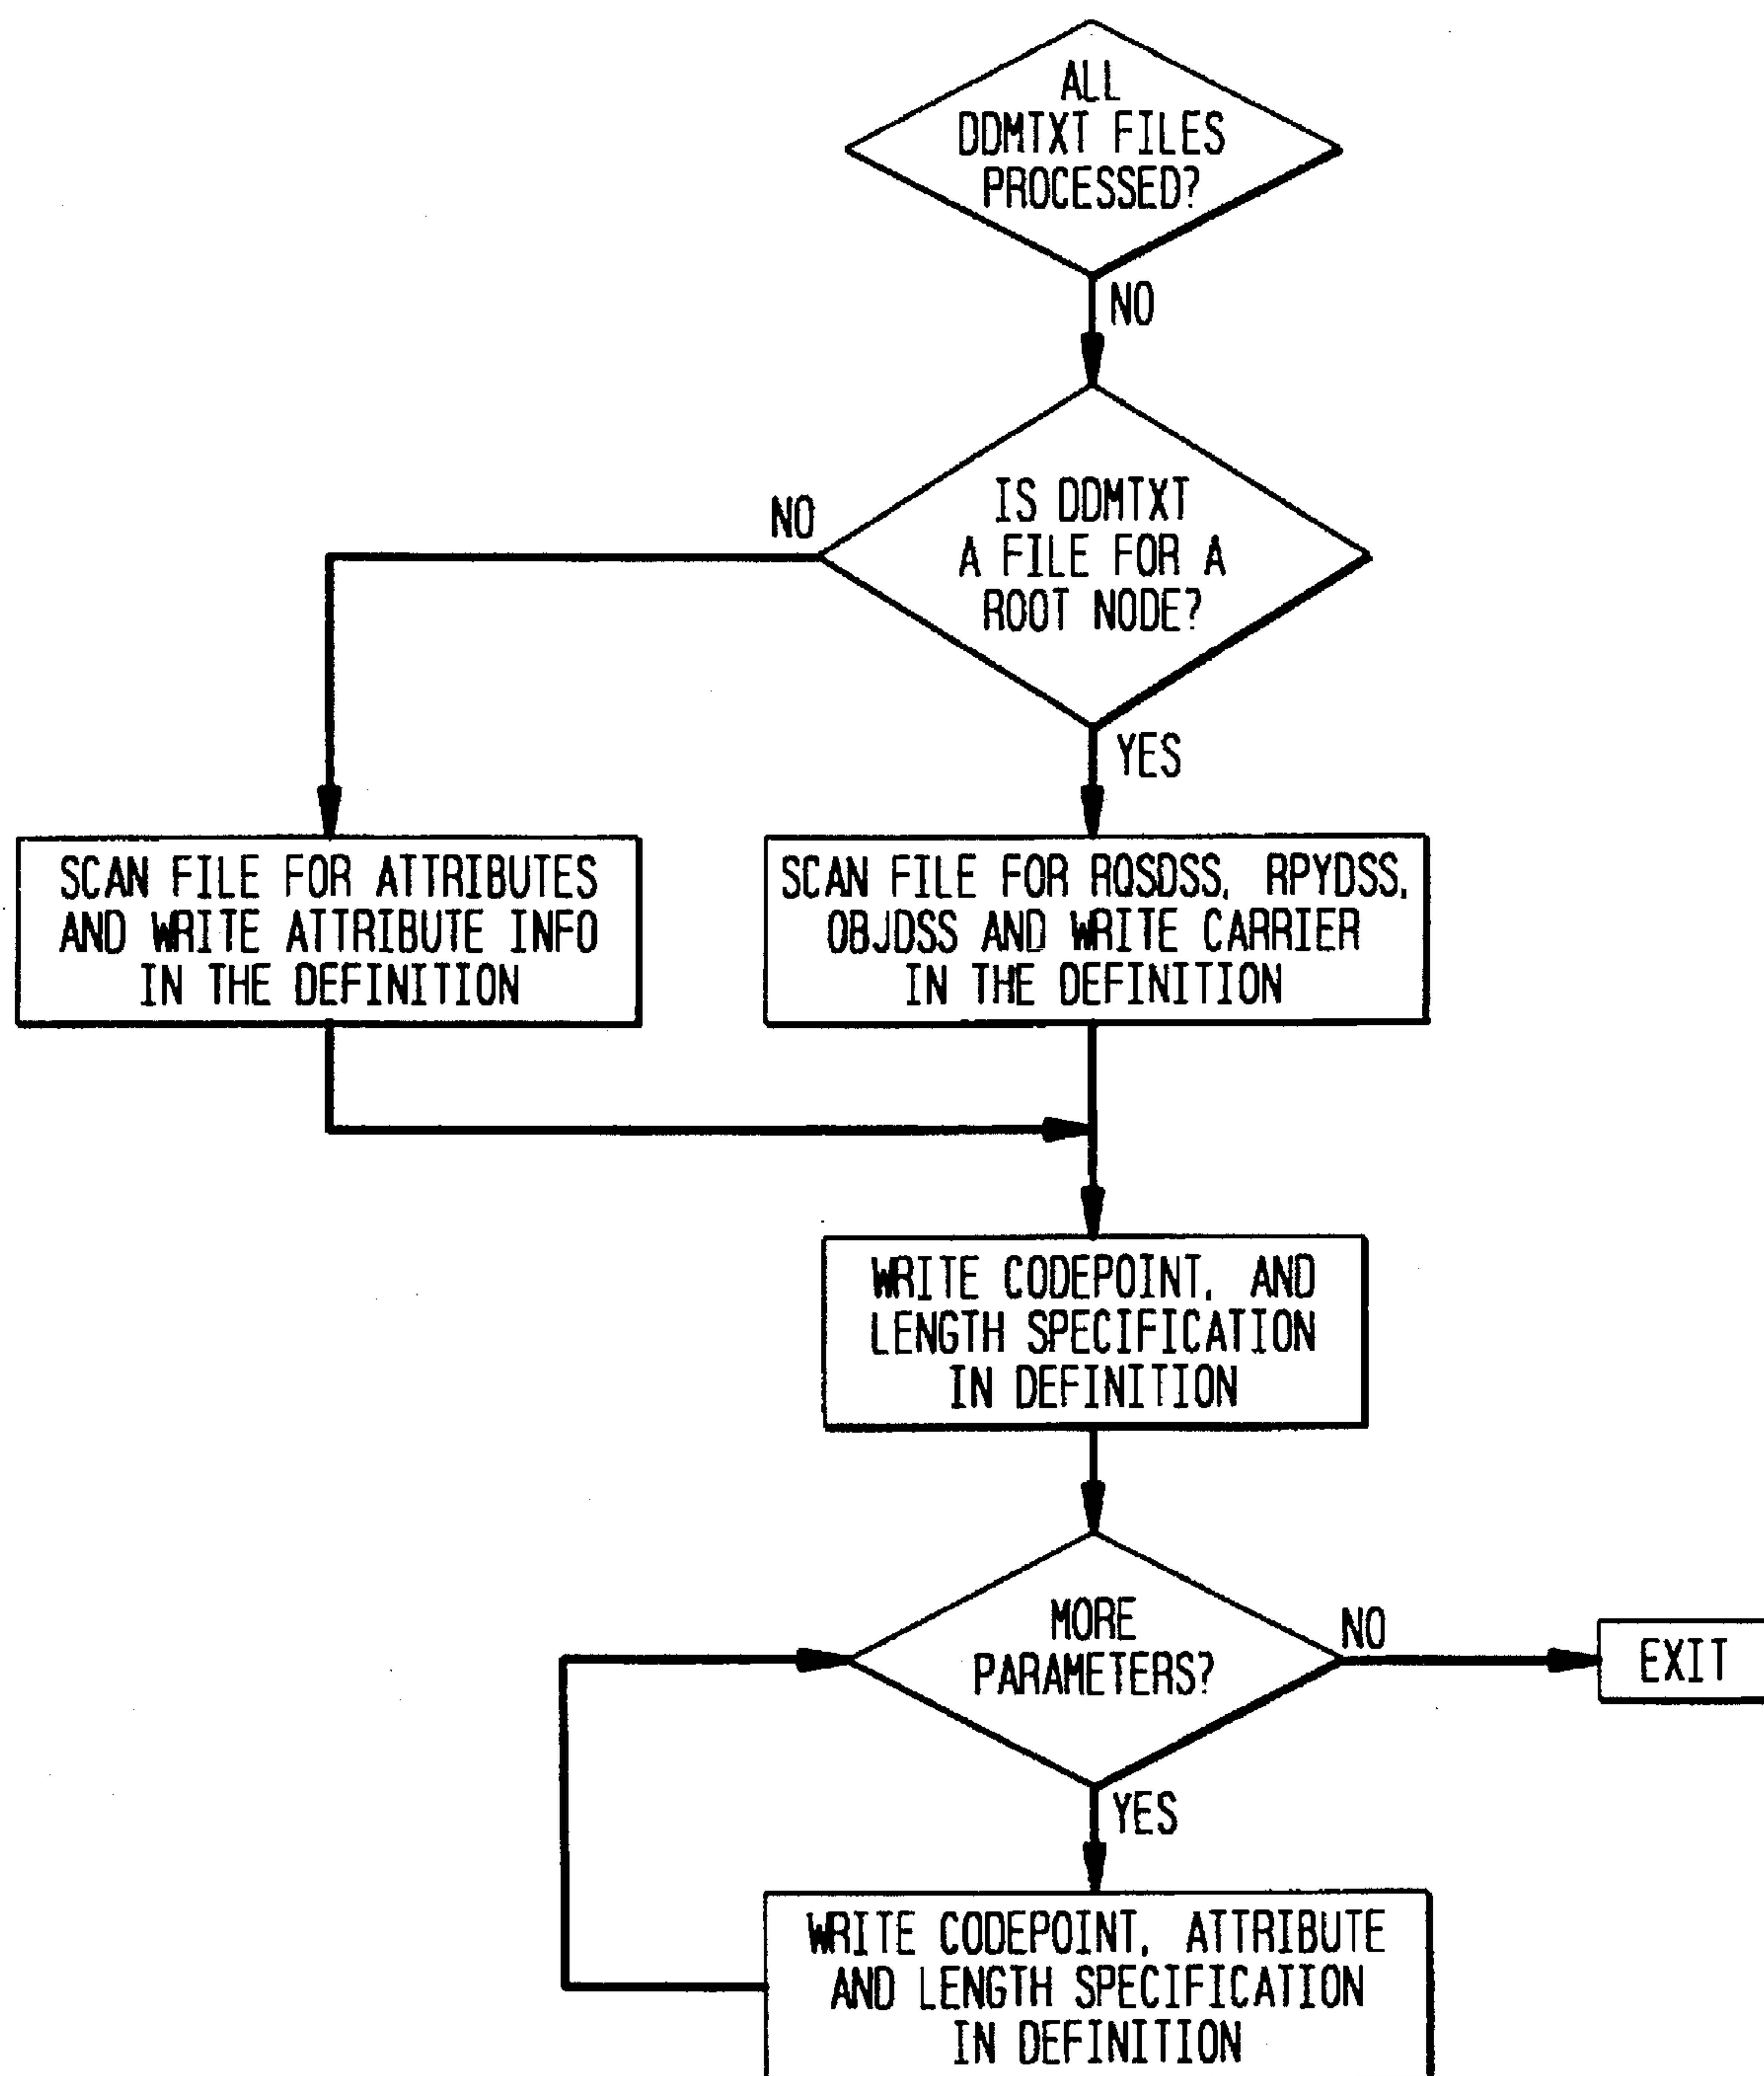 ALL
DDMTXT FILES
PROCESSED?
NO
IS DDMTXT
A FILE FOR A
ROOT NODE?
NO
YES
SCAN FILE FOR ATTRIBUTES
AND WRITE ATTRIBUTE INFO
IN THE DEFINITION
SCAN FILE FOR RQSDSS, RPYDSS,
OBJDSS AND WRITE CARRIER
IN THE DEFINITION
WRITE CODEPOINT, AND
LENGTH SPECIFICATION
IN DEFINITION
MORE
PARAMETERS?
NO
EXIT
YES
WRITE CODEPOINT, ATTRIBUTE
AND LENGTH SPECIFICATION
IN DEFINITION